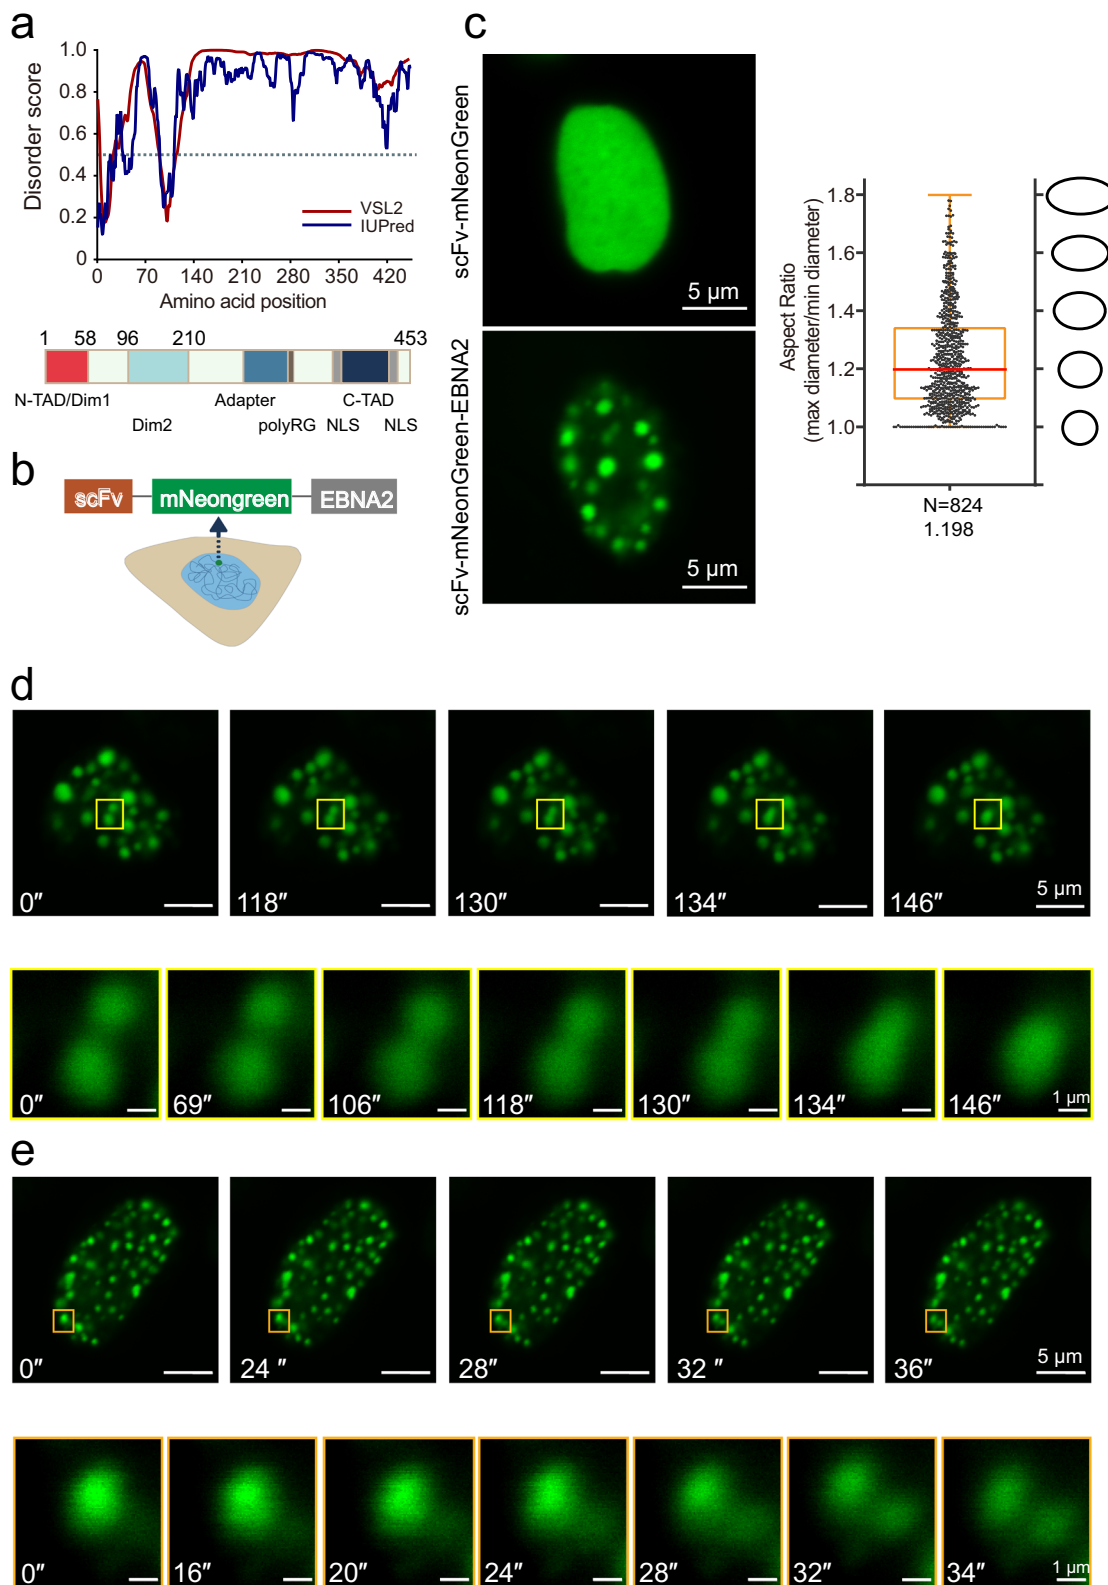 a
Disorder score
1.0
0.8
0.6
0.4
0.2
0
VSL2
IUPred
0 70 140 210 280 350 420
Amino acid position
1 58 96 210 453
N-TAD/Dim1 Adapter C-TAD
Dim2 polyRG NLS NLS
b
scFv mNeongreen EBNA2
c
scFv-mNeonGreen
5 µm
scFv-mNeonGreen-EBNA2
5 µm
Aspect Ratio
(max diameter/min diameter)
1.8
1.6
1.4
1.2
1.0
N=824
1.198
d
0″ 118″ 130″ 134″ 146″ 5 µm
0″ 69″ 106″ 118″ 130″ 134″ 146″ 1 µm
e
0″ 24 ″ 28″ 32 ″ 36″ 5 µm
0″ 16″ 20″ 24″ 28″ 32″ 34″ 1 µm